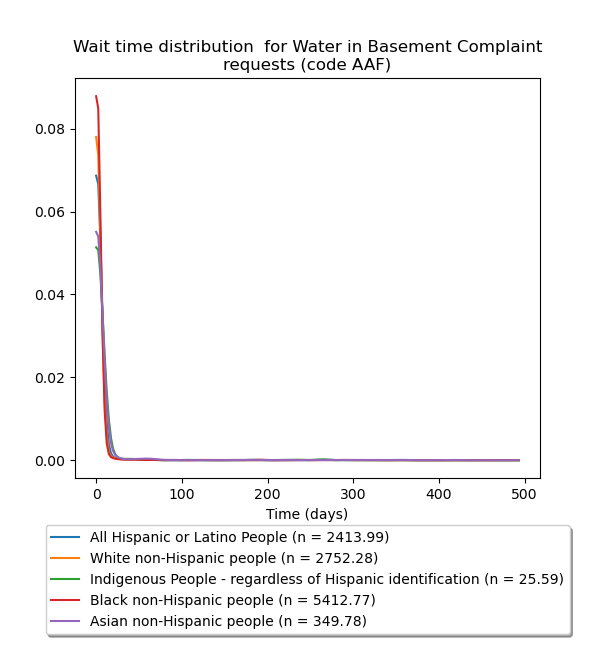 Wait time distribution  for Water in Basement Complaint
requests (code AAF)
0.08
0.06
0.04
0.02
0.00
0 100 200 300 400 500
Time (days)
All Hispanic or Latino People (n = 2413.99)
White non-Hispanic people (n = 2752.28)
Indigenous People - regardless of Hispanic identification (n = 25.59)
Black non-Hispanic people (n = 5412.77)
Asian non-Hispanic people (n = 349.78)